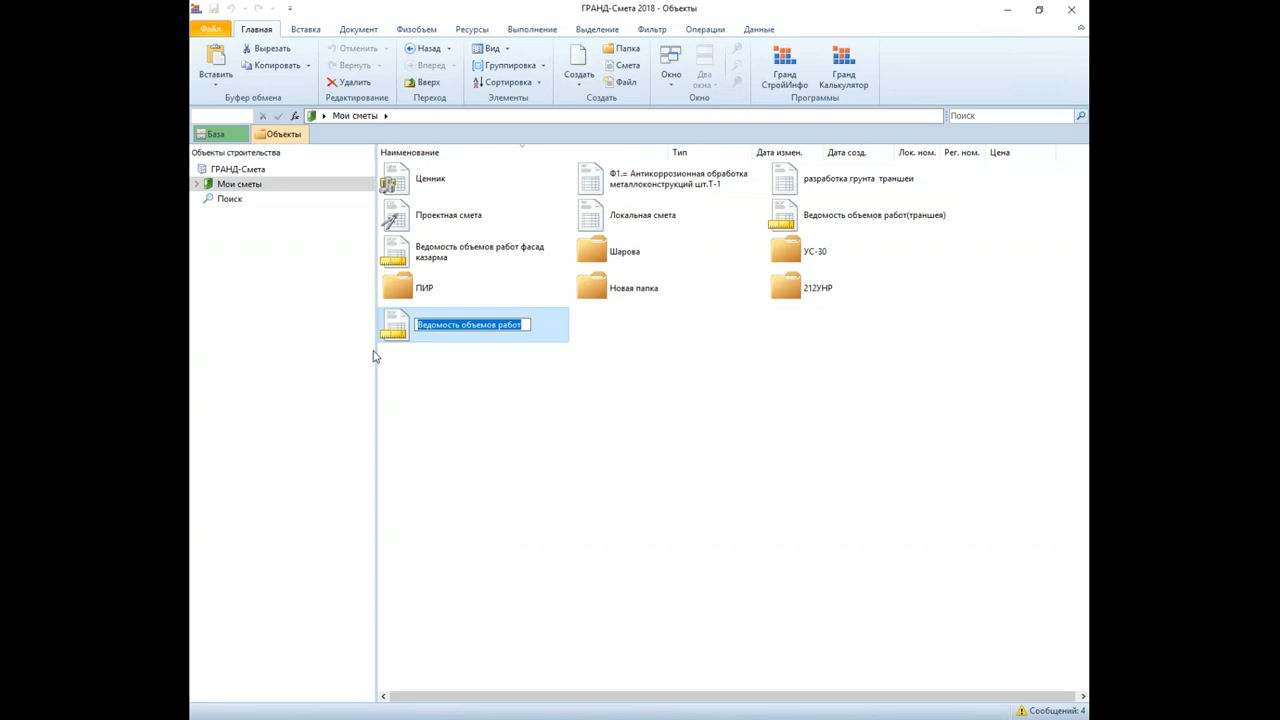 ГРАНД-Смета 2018 - Объекты
Файл Главная Вставка Документ Физобъем Ресурсы Выполнение Выделение Фильтр Операции Данные
Вставить
Вырезать
Копировать
Буфер обмена
Отменить
Вернуть
Удалить
Редактирование
Назад
Вперед
Вверх
Переход
Вид
Группировка
Сортировка
Элементы
Создать
Папка
Смета
Файл
Создать
Окно
Два
окна
Окно
Гранд
СтройИнфо
Гранд
Калькулятор
Программы
fx
Мои сметы
Поиск
База Объекты
Объекты строительства
ГРАНД-Смета
Мои сметы
Поиск
Наименование Тип Дата измен. Дата созд. Лок. ном. Рег. ном. Цена
Ценник
Ф1.= Антикоррозионная обработка
металлоконструкций шт.Т-1
разработка грунта траншеи
Проектная смета
Локальная смета
Ведомость объемов работ(траншея)
Ведомость объемов работ фасад
казарма
Шарова
УС-30
ПИР
Новая папка
212УНР
Ведомость объемов работ
Сообщений: 4